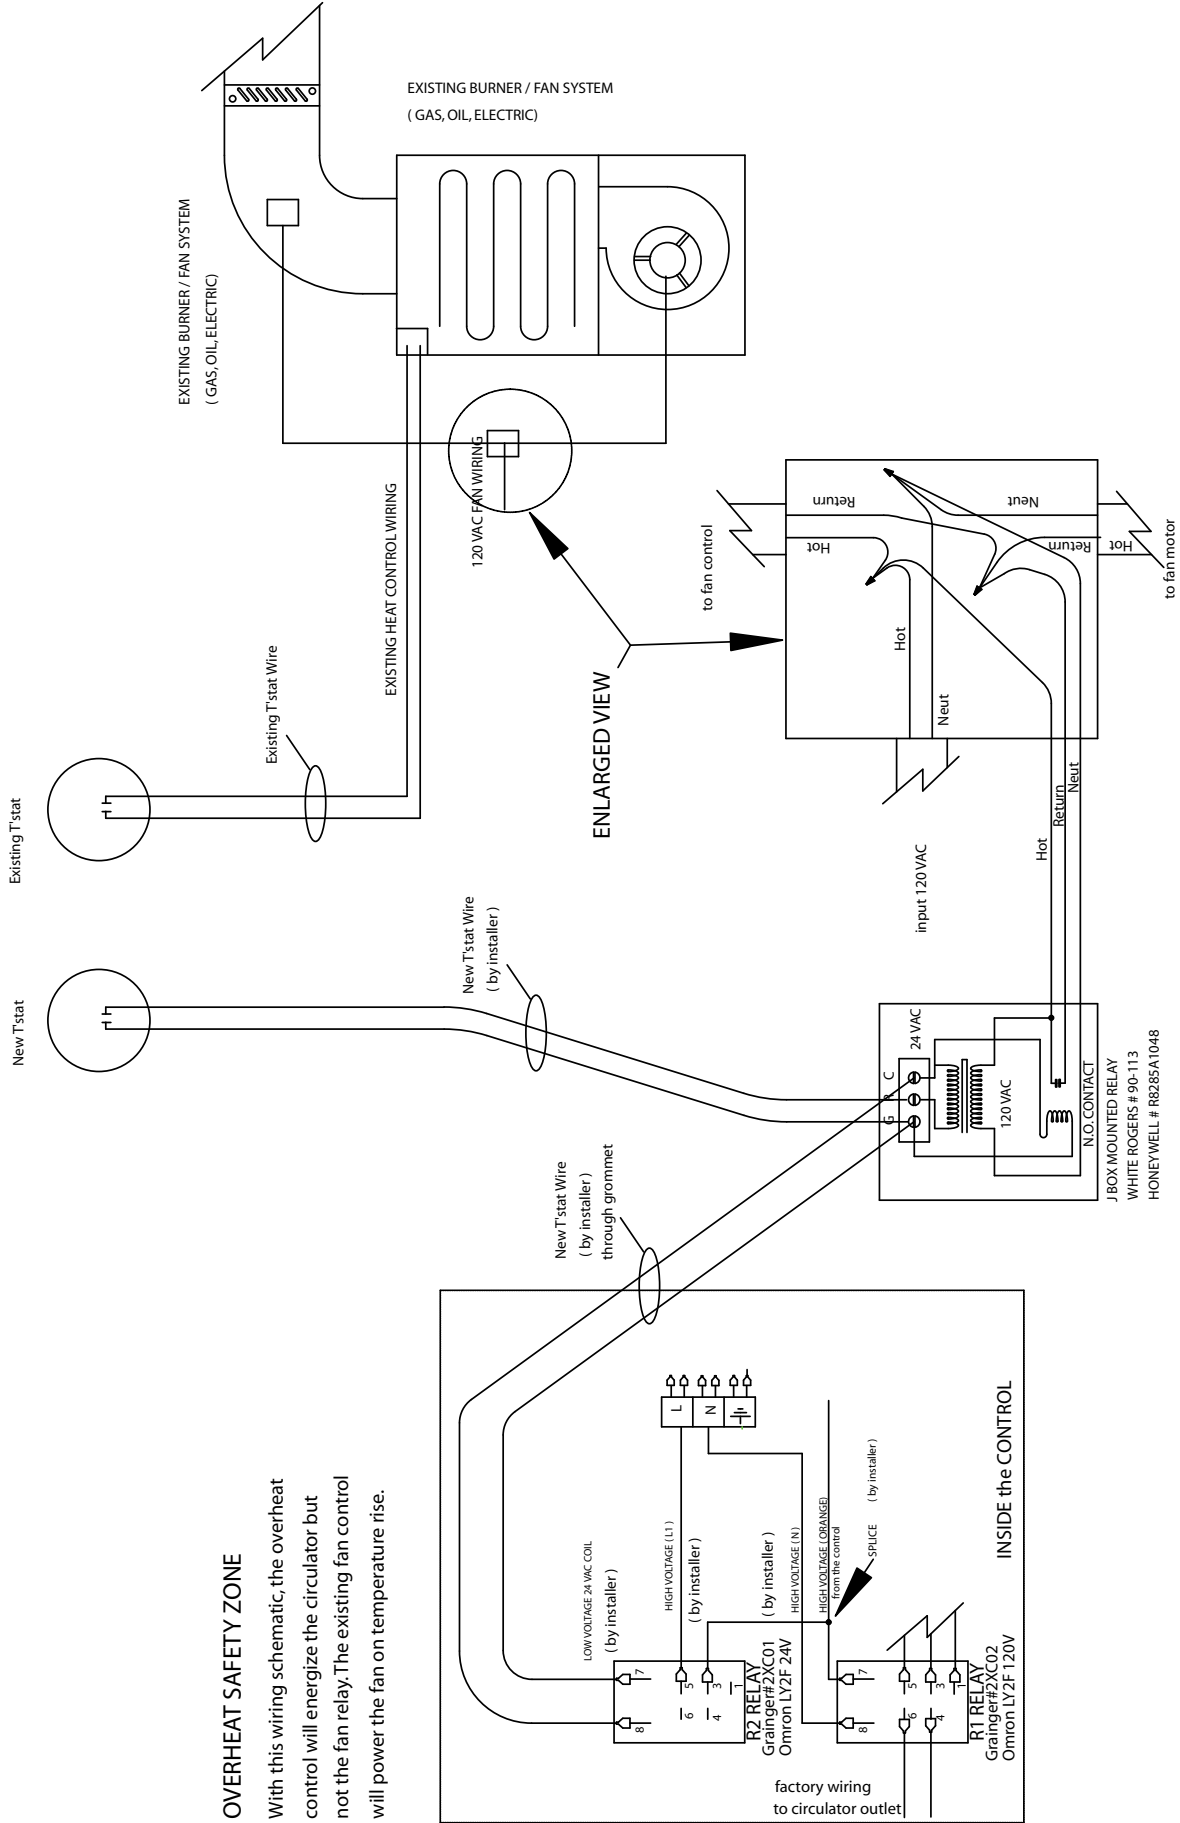 OVERHEAT SAFETY ZONE
With this wiring schematic, the overheat
control will energize the circulator but
not the fan relay. The existing fan control
will power the fan on temperature rise.
New T'stat
Existing T'stat
EXISTING BURNER / FAN SYSTEM
( GAS, OIL, ELECTRIC)
EXISTING BURNER / FAN SYSTEM
( GAS, OIL, ELECTRIC)
Existing T'stat Wire
EXISTING HEAT CONTROL WIRING
120 VAC FAN WIRING
New T'stat Wire
( by installer )
New T'stat Wire
( by installer )
through grommet
ENLARGED VIEW
to fan control
Return
Hot
Neut
Return
Hot
to fan motor
Hot
Neut
input 120 VAC
Hot
Return
Neut
24 VAC
C
R
G
120 VAC
N.O. CONTACT
J BOX MOUNTED RELAY
WHITE ROGERS # 90-113
HONEYWELL # R8285A1048
L
N
LOW VOLTAGE 24 VAC COIL
( by installer )
HIGH VOLTAGE ( L1 )
( by installer )
( by installer )
HIGH VOLTAGE ( N )
HIGH VOLTAGE ( ORANGE)
from the control
SPLICE
( by installer )
INSIDE the CONTROL
8
7
6
5
4
3
1
R2 RELAY
Grainger#2XC01
Omron LY2F 24V
8
7
6
5
4
3
1
R1 RELAY
Grainger#2XC02
Omron LY2F 120V
factory wiring
to circulator outlet